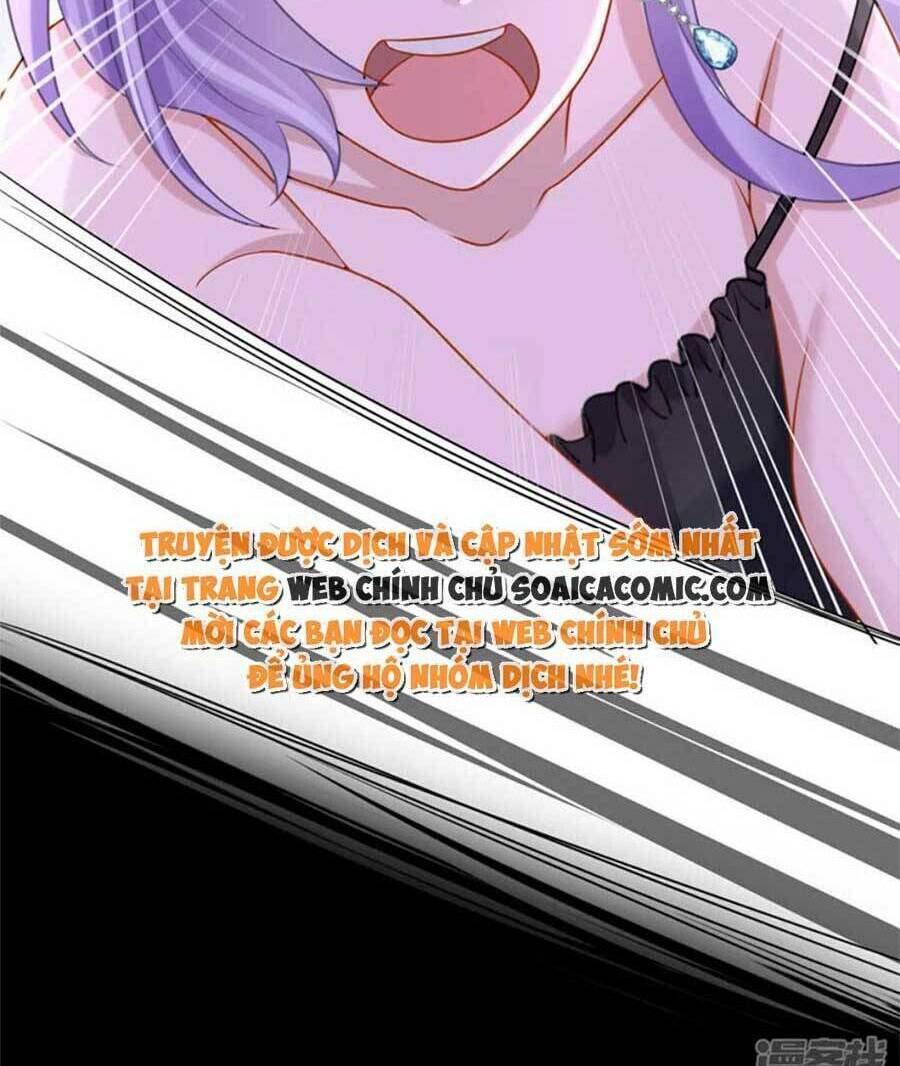 TRUYỆN ĐƯỢC DỊCH VÀ CẬP NHẬT SỚM NHẤT
TẠI TRANG WEB CHÍNH CHỦ SOAICACOMIC.COM
MỜI CÁC BẠN ĐỌC TẠI WEB CHÍNH CHỦ
ĐỂ ỦNG HỘ NHÓM DỊCH NHÉ!